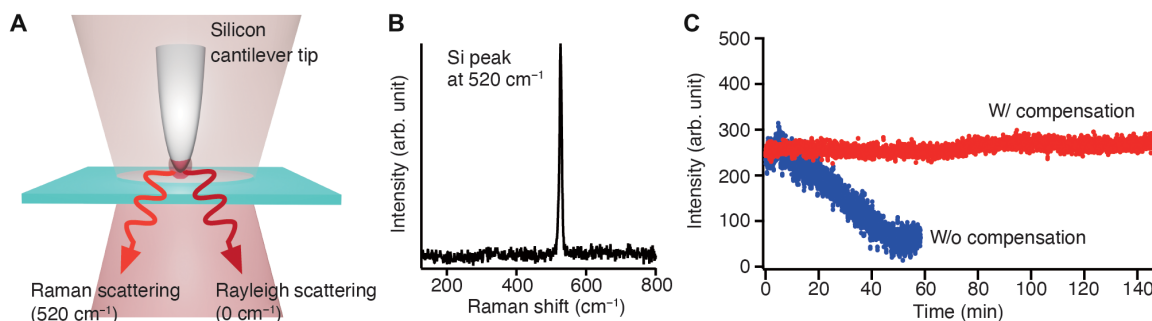 A
Silicon
cantilever tip
Raman scattering
(520 cm⁻¹)
Rayleigh scattering
(0 cm⁻¹)
B
Si peak
at 520 cm⁻¹
Intensity (arb. unit)
200
400
600
800
Raman shift (cm⁻¹)
C
500
400
300
200
100
0
Intensity (arb. unit)
W/ compensation
W/o compensation
0
20
40
60
80
100
120
140
Time (min)